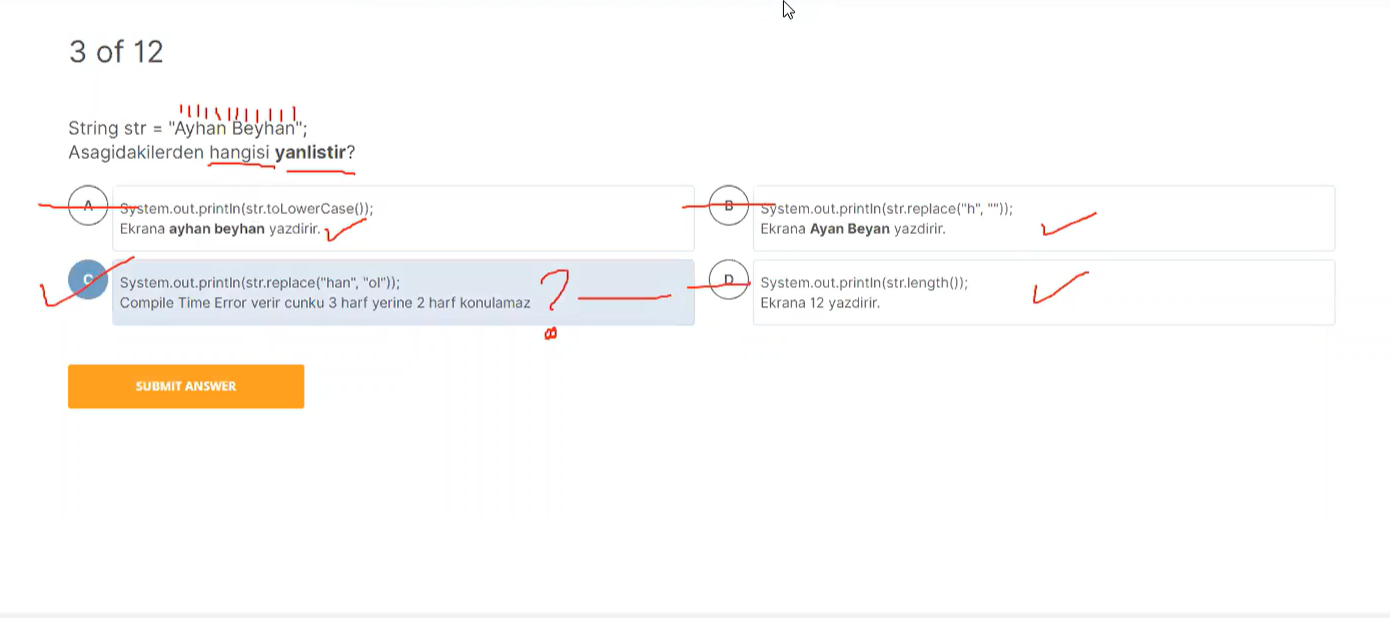 3 of 12
String str = "Ayhan Beyhan";
Asagidakilerden hangisi yanlistir?
A
System.out.println(str.toLowerCase());
Ekrana ayhan beyhan yazdirir.
B
System.out.println(str.replace("h", ""));
Ekrana Ayan Beyan yazdirir.
C
System.out.println(str.replace("han", "ol"));
Compile Time Error verir cunku 3 harf yerine 2 harf konulamaz
?
D
System.out.println(str.length());
Ekrana 12 yazdirir.
SUBMIT ANSWER